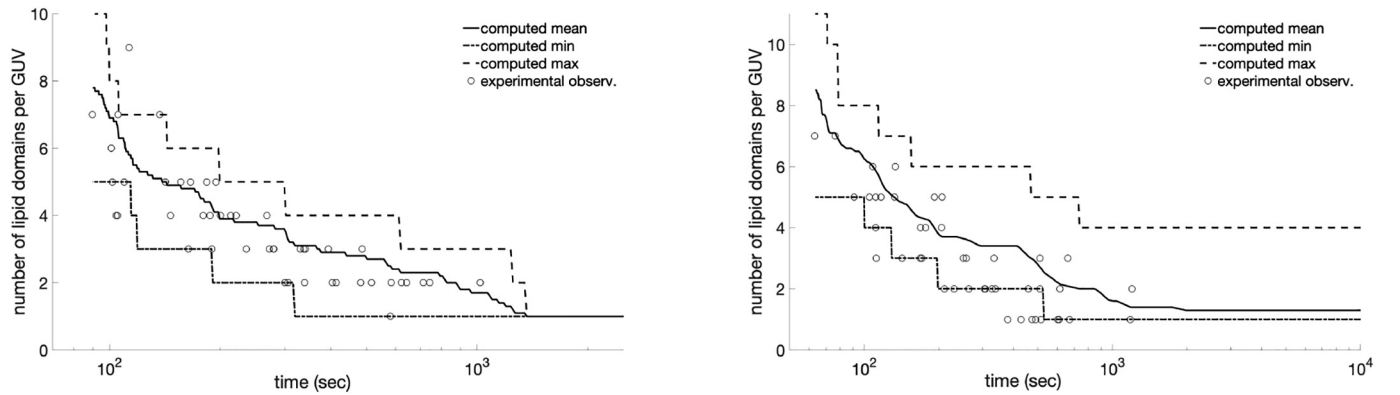 number of lipid domains per GUV
10
8
6
4
2
0
computed mean
computed min
computed max
experimental observ.
10²
10³
time (sec)
number of lipid domains per GUV
10
8
6
4
2
0
computed mean
computed min
computed max
experimental observ.
10²
10³
10⁴
time (sec)